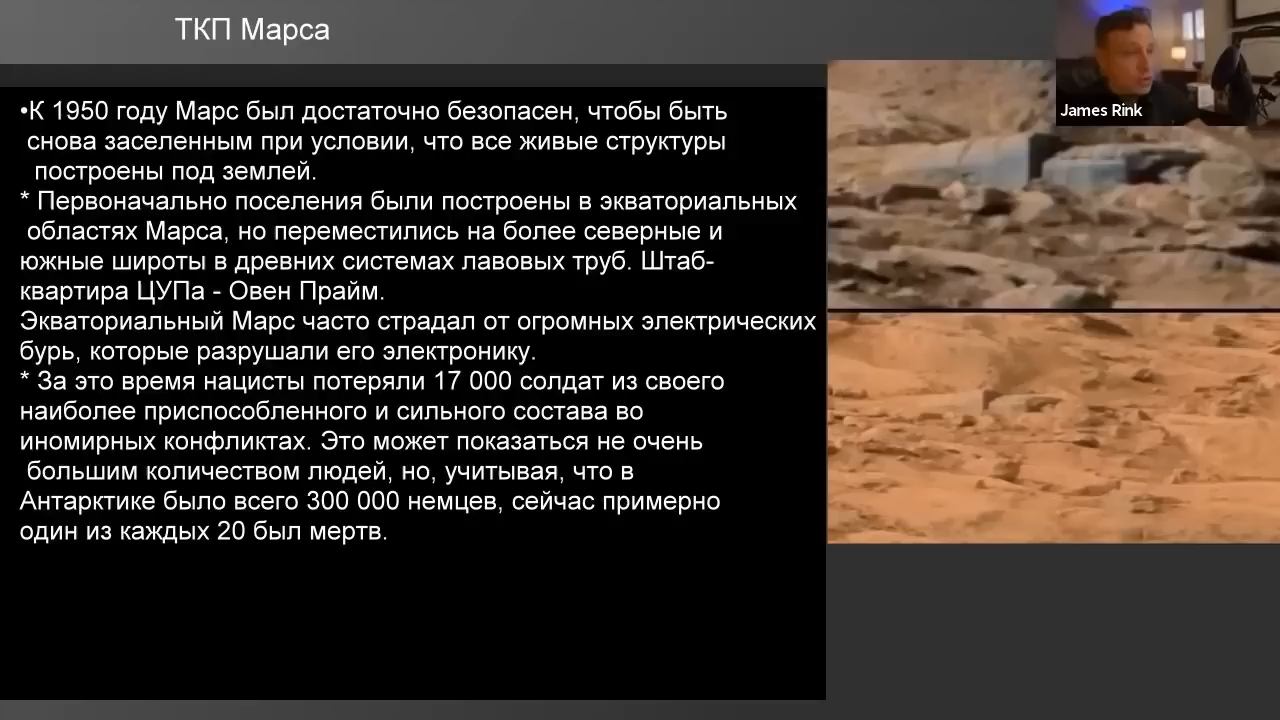 ТКП Марса
James Rink
•К 1950 году Марс был достаточно безопасен, чтобы быть
снова заселенным при условии, что все живые структуры
построены под землей.
* Первоначально поселения были построены в экваториальных
областях Марса, но переместились на более северные и
южные широты в древних системах лавовых труб. Штаб-
квартира ЦУПа - Овен Прайм.
Экваториальный Марс часто страдал от огромных электрических
бурь, которые разрушали его электронику.
* За это время нацисты потеряли 17 000 солдат из своего
наиболее приспособленного и сильного состава во
иномирных конфликтах. Это может показаться не очень
большим количеством людей, но, учитывая, что в
Антарктике было всего 300 000 немцев, сейчас примерно
один из каждых 20 был мертв.